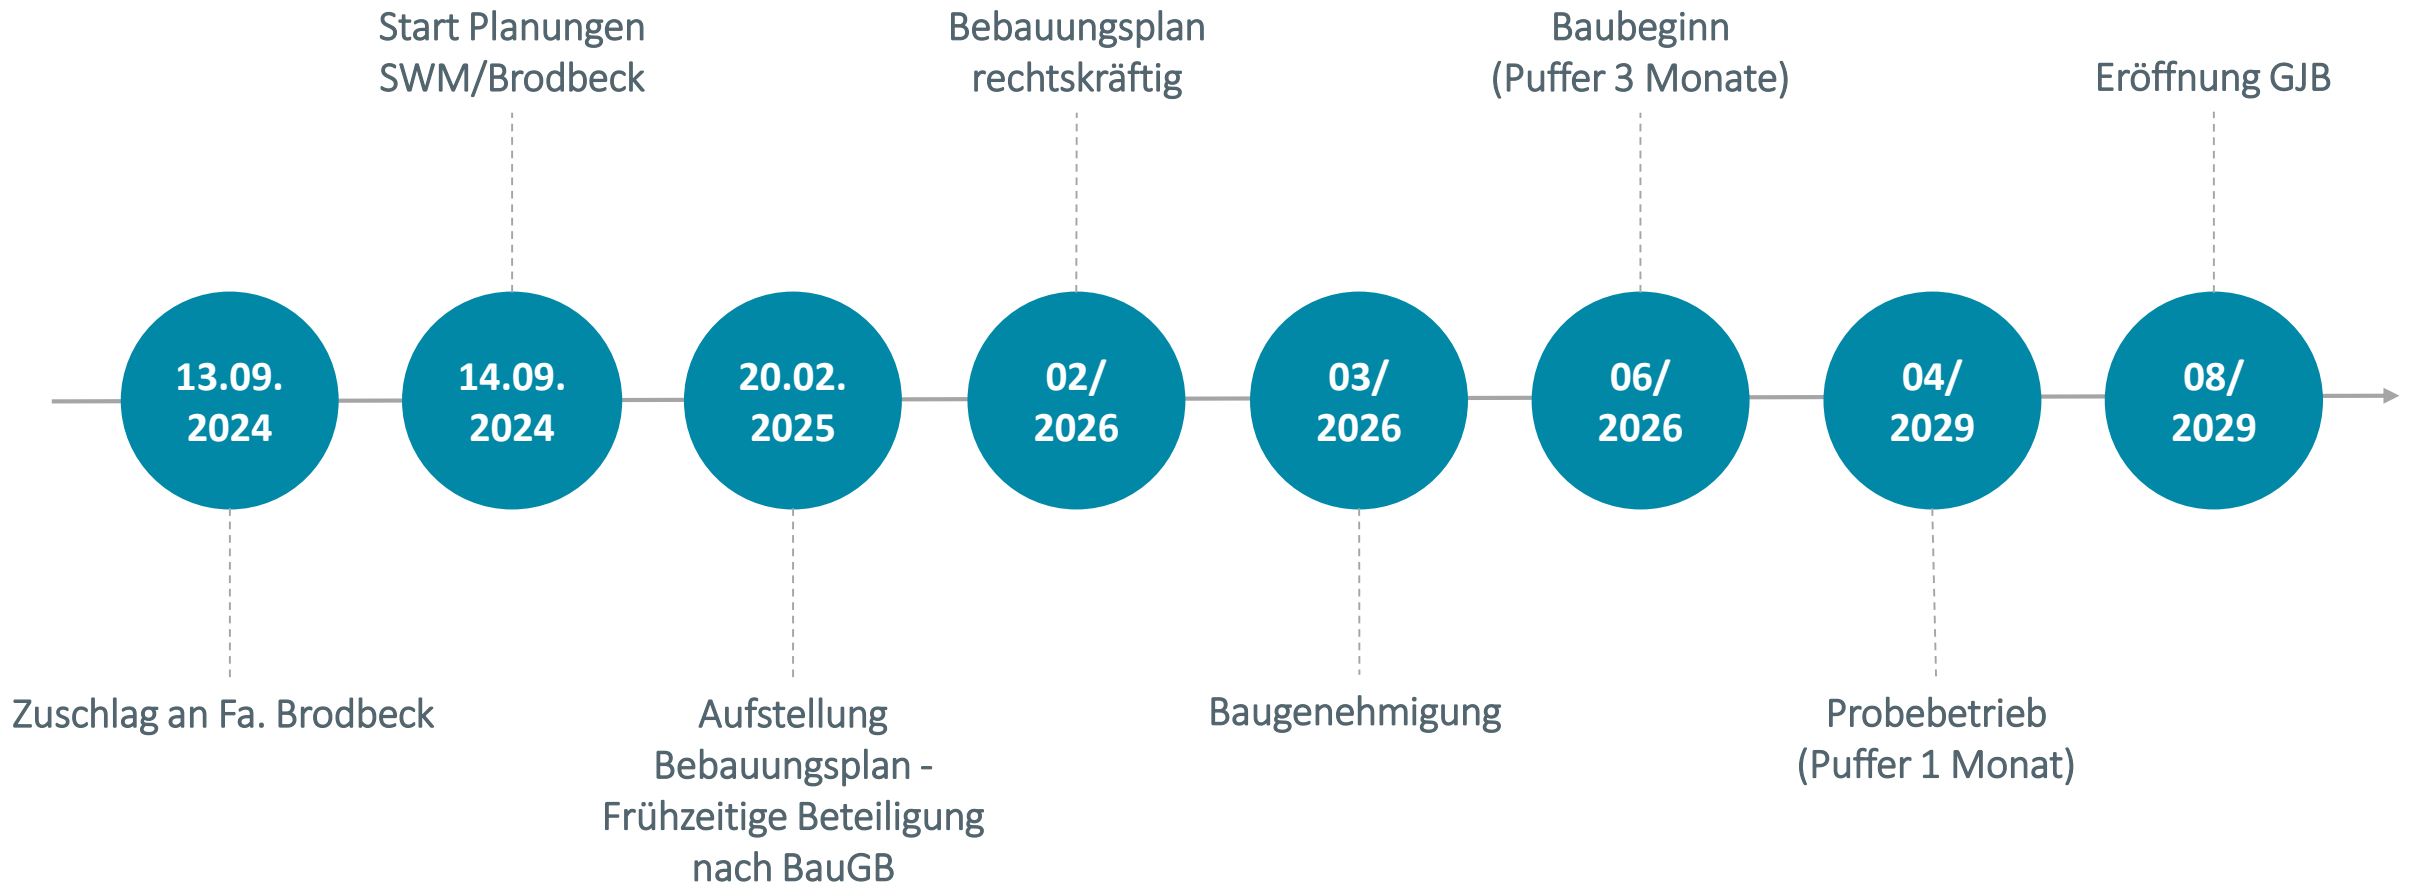 Start Planungen
SWM/Brodbeck
Bebauungsplan
rechtskräftig
Baubeginn
(Puffer 3 Monate)
Eröffnung GJB
13.09.
2024
14.09.
2024
20.02.
2025
02/
2026
03/
2026
06/
2026
04/
2029
08/
2029
Zuschlag an Fa. Brodbeck
Aufstellung
Bebauungsplan -
Frühzeitige Beteiligung
nach BauGB
Baugenehmigung
Probebetrieb
(Puffer 1 Monat)